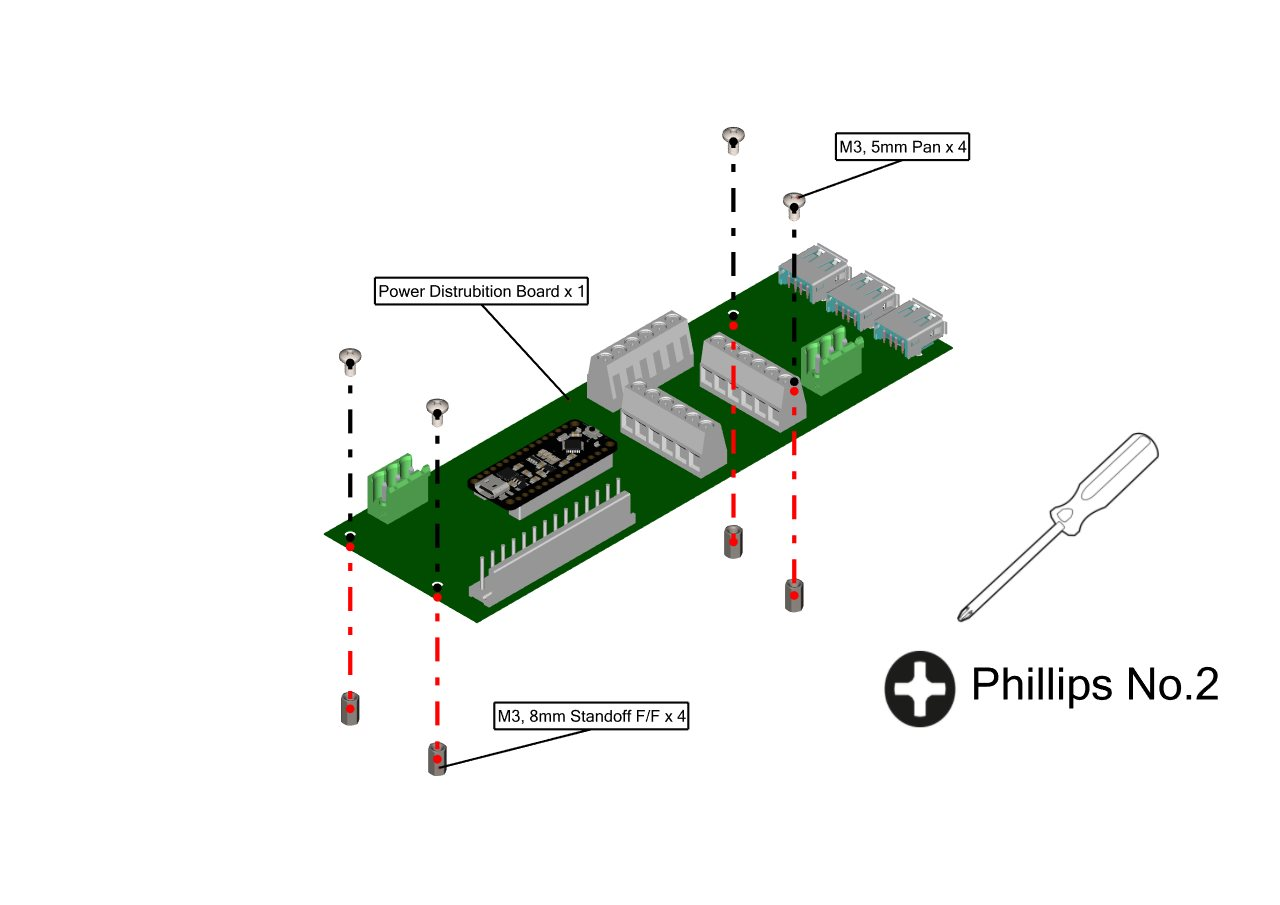 M3, 5mm Pan x 4
Power Distrubition Board x 1
Phillips No.2
M3, 8mm Standoff F/F x 4